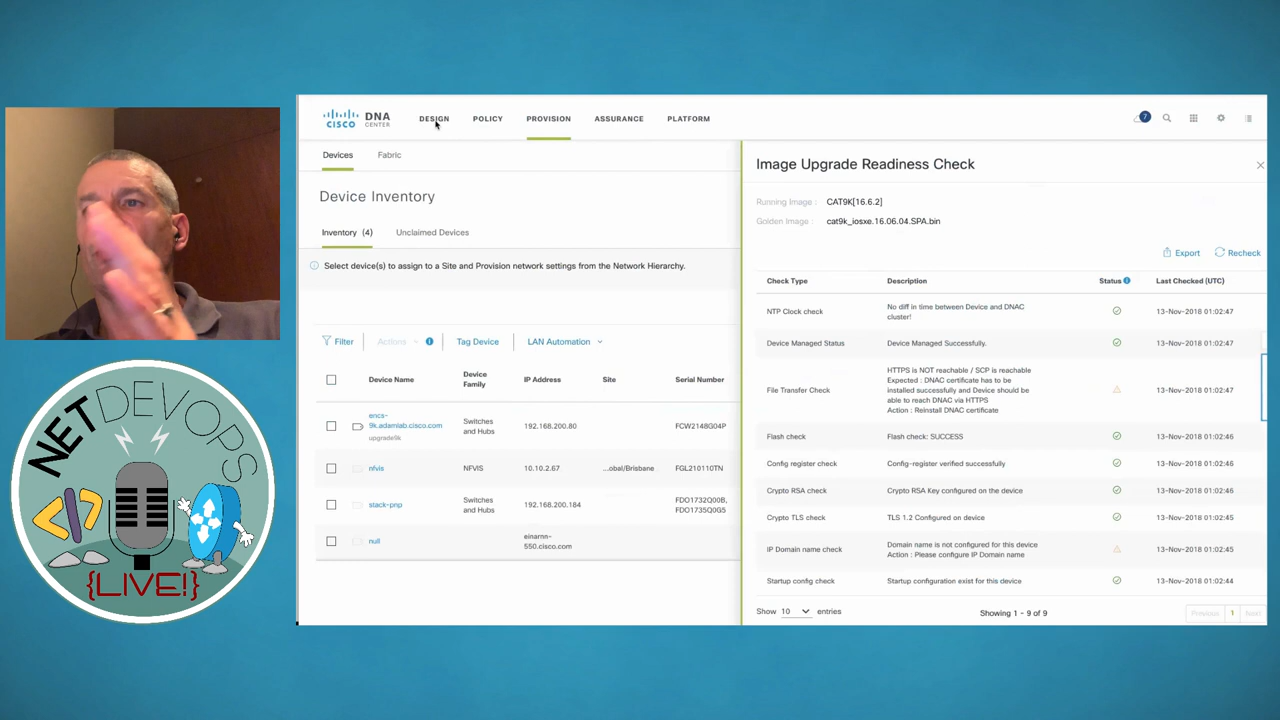 CISCO
DNA
CENTER
DESIGN
POLICY
PROVISION
ASSURANCE
PLATFORM
7
Devices
Fabric
Device Inventory
Inventory (4)
Unclaimed Devices
Select device(s) to assign to a Site and Provision network settings from the Network Hierarchy.
Filter
Actions
LAN Automation
Tag Device
Device Name
Device
Family
IP Address
Site
Serial Number
encs-
9k.adamlab.cisco.com
upgrade9k
Switches
and Hubs
192.168.200.80
FCW2148G04P
nfvis
NFVIS
10.10.2.67
...obal/Brisbane
FGL210110TN
stack-pnp
Switches
and Hubs
192.168.200.184
FDO1732Q00B,
FDO1735Q0G5
null
einarnn-
550.cisco.com
Image Upgrade Readiness Check
Running Image : CAT9K[16.6.2]
Golden Image : cat9k_iosxe.16.06.04.SPA.bin
Export
Recheck
Check Type
Description
Status
Last Checked (UTC)
NTP Clock check
No diff in time between Device and DNAC
cluster!
13-Nov-2018 01:02:47
Device Managed Status
Device Managed Successfully.
13-Nov-2018 01:02:47
File Transfer Check
HTTPS is NOT reachable / SCP is reachable
Expected : DNAC certificate has to be
installed successfully and Device should be
able to reach DNAC via HTTPS
Action : Reinstall DNAC certificate
13-Nov-2018 01:02:47
Flash check
Flash check: SUCCESS
13-Nov-2018 01:02:46
Config register check
Config-register verified successfully
13-Nov-2018 01:02:46
Crypto RSA check
Crypto RSA Key configured on the device
13-Nov-2018 01:02:46
Crypto TLS check
TLS 1.2 Configured on device
13-Nov-2018 01:02:45
IP Domain name check
Domain name is not configured for this device
Action : Please configure IP Domain name
13-Nov-2018 01:02:45
Startup config check
Startup configuration exist for this device
13-Nov-2018 01:02:44
Show 10 entries
Showing 1 - 9 of 9
Previous
1
Next
NETDEVOPS
</>
{LIVE!}